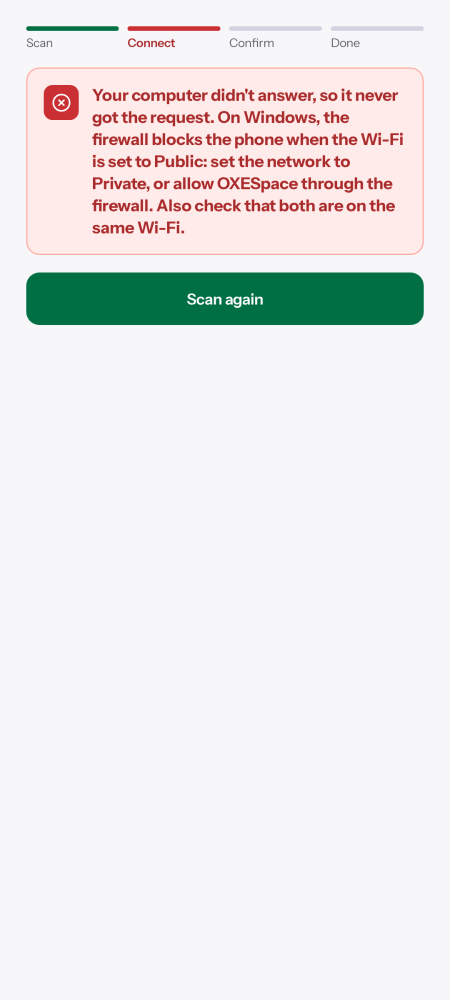 Scan
Connect
Confirm
Done
Your computer didn't answer, so it never
got the request. On Windows, the
firewall blocks the phone when the Wi-Fi
is set to Public: set the network to
Private, or allow OXESpace through the
firewall. Also check that both are on the
same Wi-Fi.
Scan again